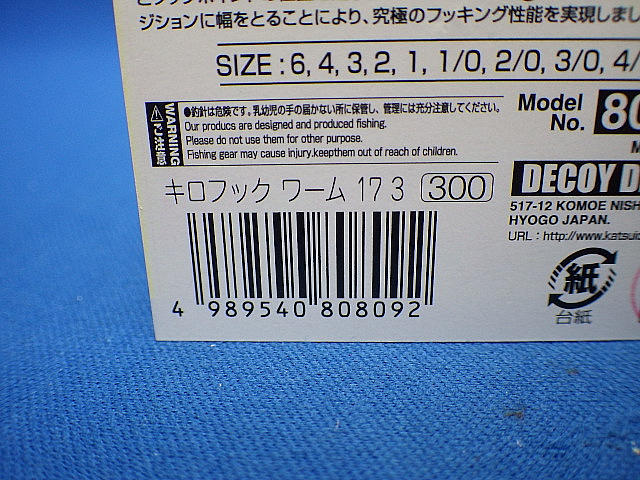 ジションに幅をとることにより、究極のフッキング性能を実現しまし
SIZE : 6, 4, 3, 2, 1, 1/0, 2/0, 3/0, 4/
WARNING
ご注意
●釣針は危険です。乳幼児の手の届かない所に保管し、管理には充分注意してください。
Our producs are designed and produced fishing.
Please do not use them for other purpose.
Fishing gear may cause injury.keepthem out of reach of children.
Model No. 80
キロフック ワーム 17 3 300
DECOY D
517-12 KOMOE NISH
HYOGO JAPAN.
URL : http://www.katsuic
4 989540 808092
紙
台紙